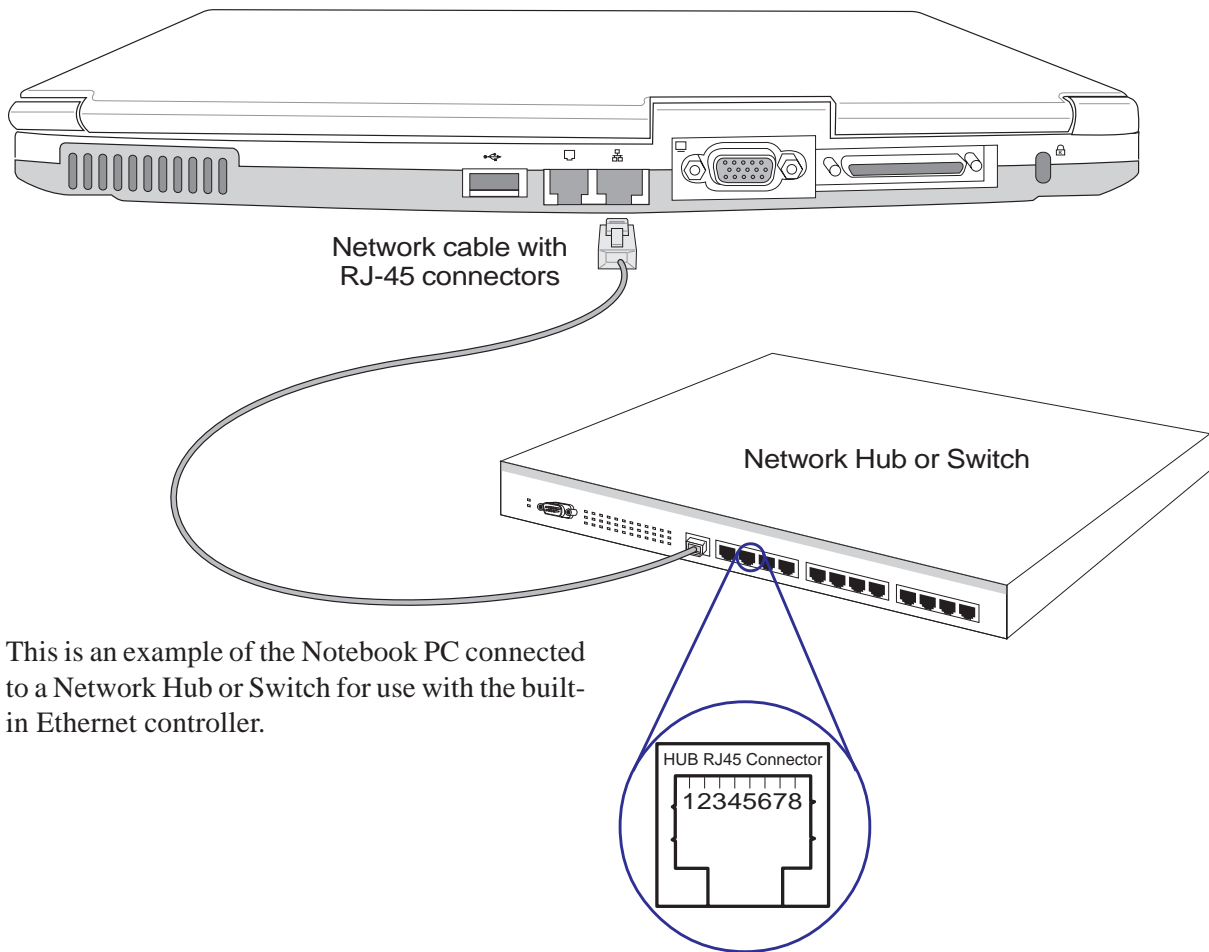 Network cable with
RJ-45 connectors
Network Hub or Switch
This is an example of the Notebook PC connected
to a Network Hub or Switch for use with the built-
in Ethernet controller.
HUB RJ45 Connector
12345678